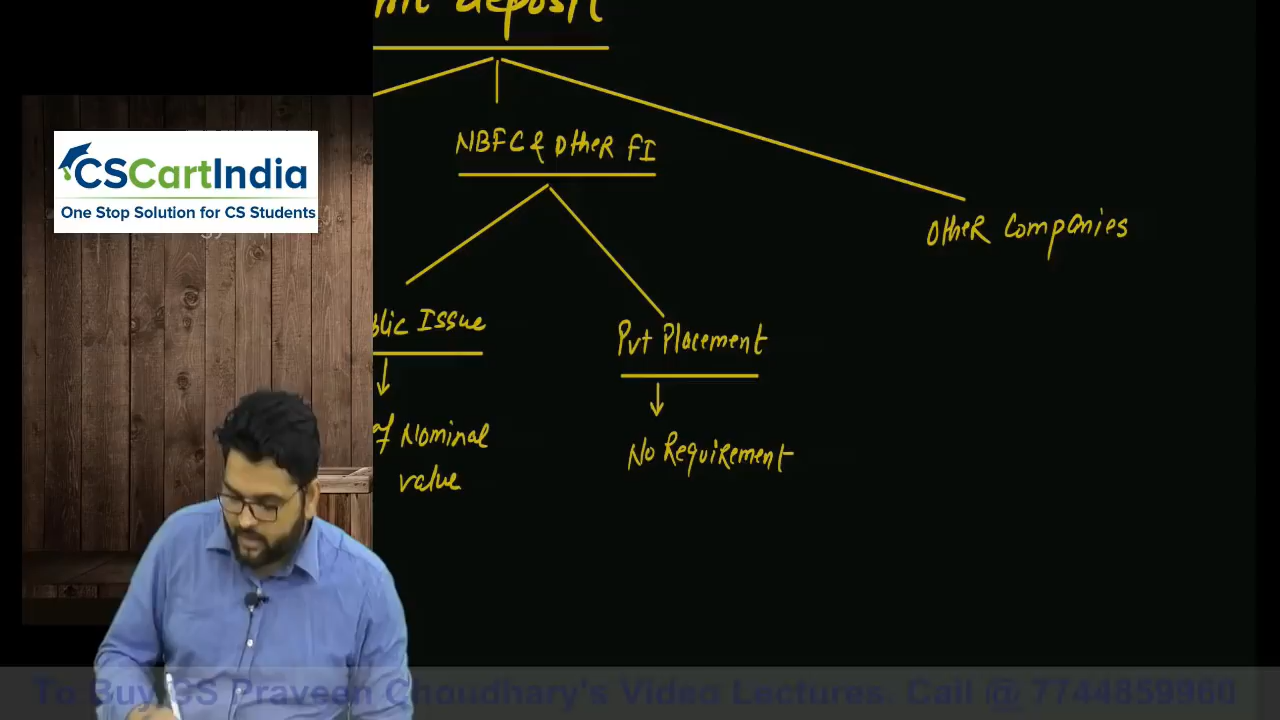 deposit
NBFC & Other FI
Other Companies
Issue
Pvt Placement
Nominal
value
No Requirement
CSCartIndia
One Stop Solution for CS Students
To Buy CS Praveen Choudhary's Video Lectures. Call @ 7744859960